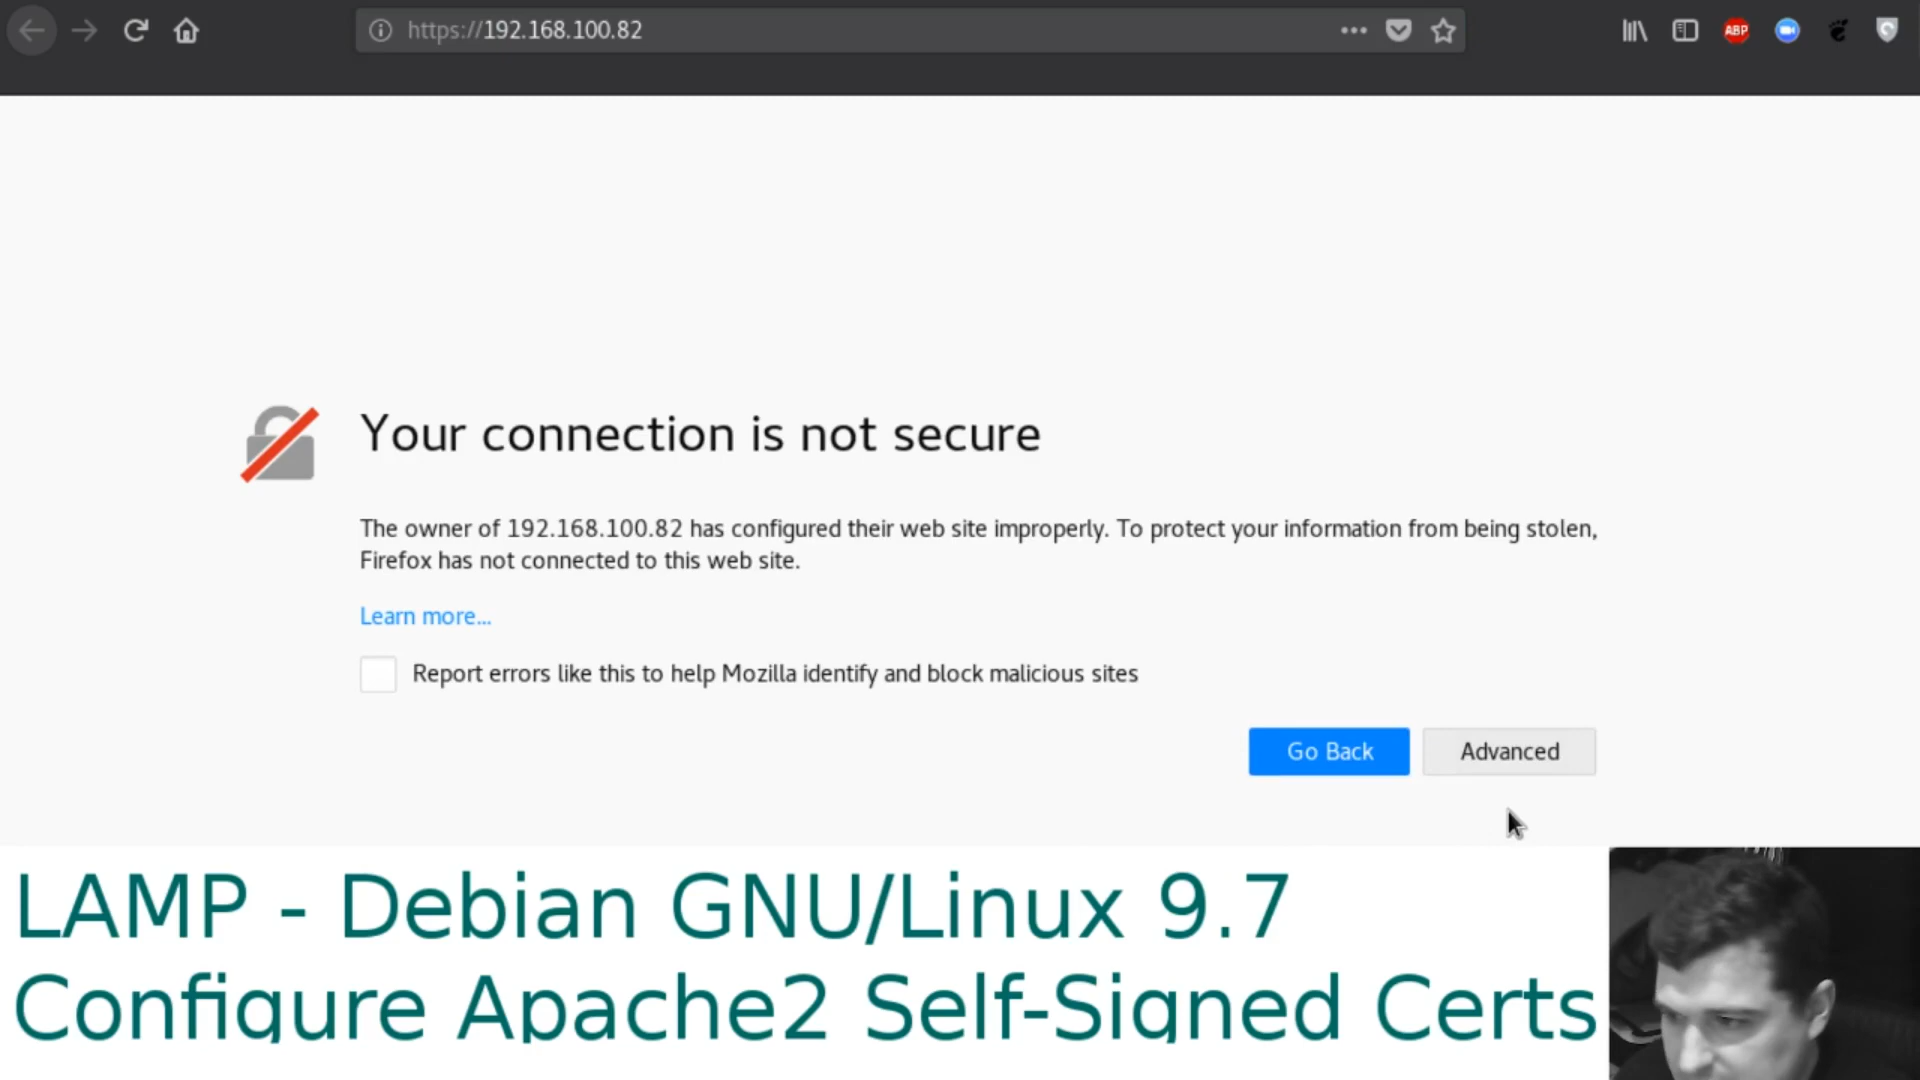 https://192.168.100.82
ABP
Your connection is not secure
The owner of 192.168.100.82 has configured their web site improperly. To protect your information from being stolen,
Firefox has not connected to this web site.
Learn more...
Report errors like this to help Mozilla identify and block malicious sites
Go Back
Advanced
LAMP - Debian GNU/Linux 9.7
Configure Apache2 Self-Signed Certs